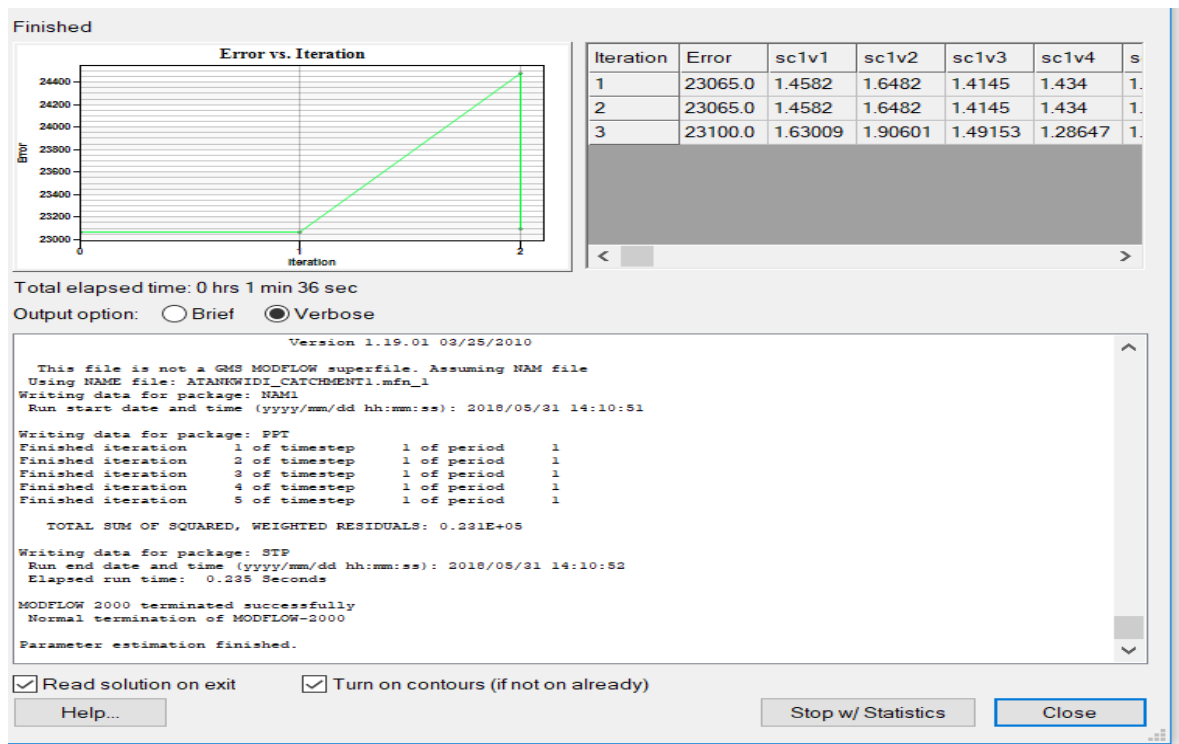 Finished
Error vs. Iteration
24400
24200
24000
23800
23600
23400
23200
23000
Error
0 1 2
Iteration
Iteration Error sc1v1 sc1v2 sc1v3 sc1v4 s
1 23065.0 1.4582 1.6482 1.4145 1.434 1.
2 23065.0 1.4582 1.6482 1.4145 1.434 1.
3 23100.0 1.63009 1.90601 1.49153 1.28647 1.
Total elapsed time: 0 hrs 1 min 36 sec
Output option: Brief Verbose
Version 1.19.01 03/25/2010
This file is not a GMS MODFLOW superfile. Assuming NAM file
Using NAME file: ATANKWIDI_CATCHMENT1.mfn_1
Writing data for package: NAM1
Run start date and time (yyyy/mm/dd hh:mm:ss): 2018/05/31 14:10:51
Writing data for package: PPT
Finished iteration 1 of timestep 1 of period 1
Finished iteration 2 of timestep 1 of period 1
Finished iteration 3 of timestep 1 of period 1
Finished iteration 4 of timestep 1 of period 1
Finished iteration 5 of timestep 1 of period 1
TOTAL SUM OF SQUARED, WEIGHTED RESIDUALS: 0.231E+05
Writing data for package: STP
Run end date and time (yyyy/mm/dd hh:mm:ss): 2018/05/31 14:10:52
Elapsed run time: 0.235 Seconds
MODFLOW 2000 terminated successfully
Normal termination of MODFLOW-2000
Parameter estimation finished.
Read solution on exit Turn on contours (if not on already)
Help... Stop w/ Statistics Close